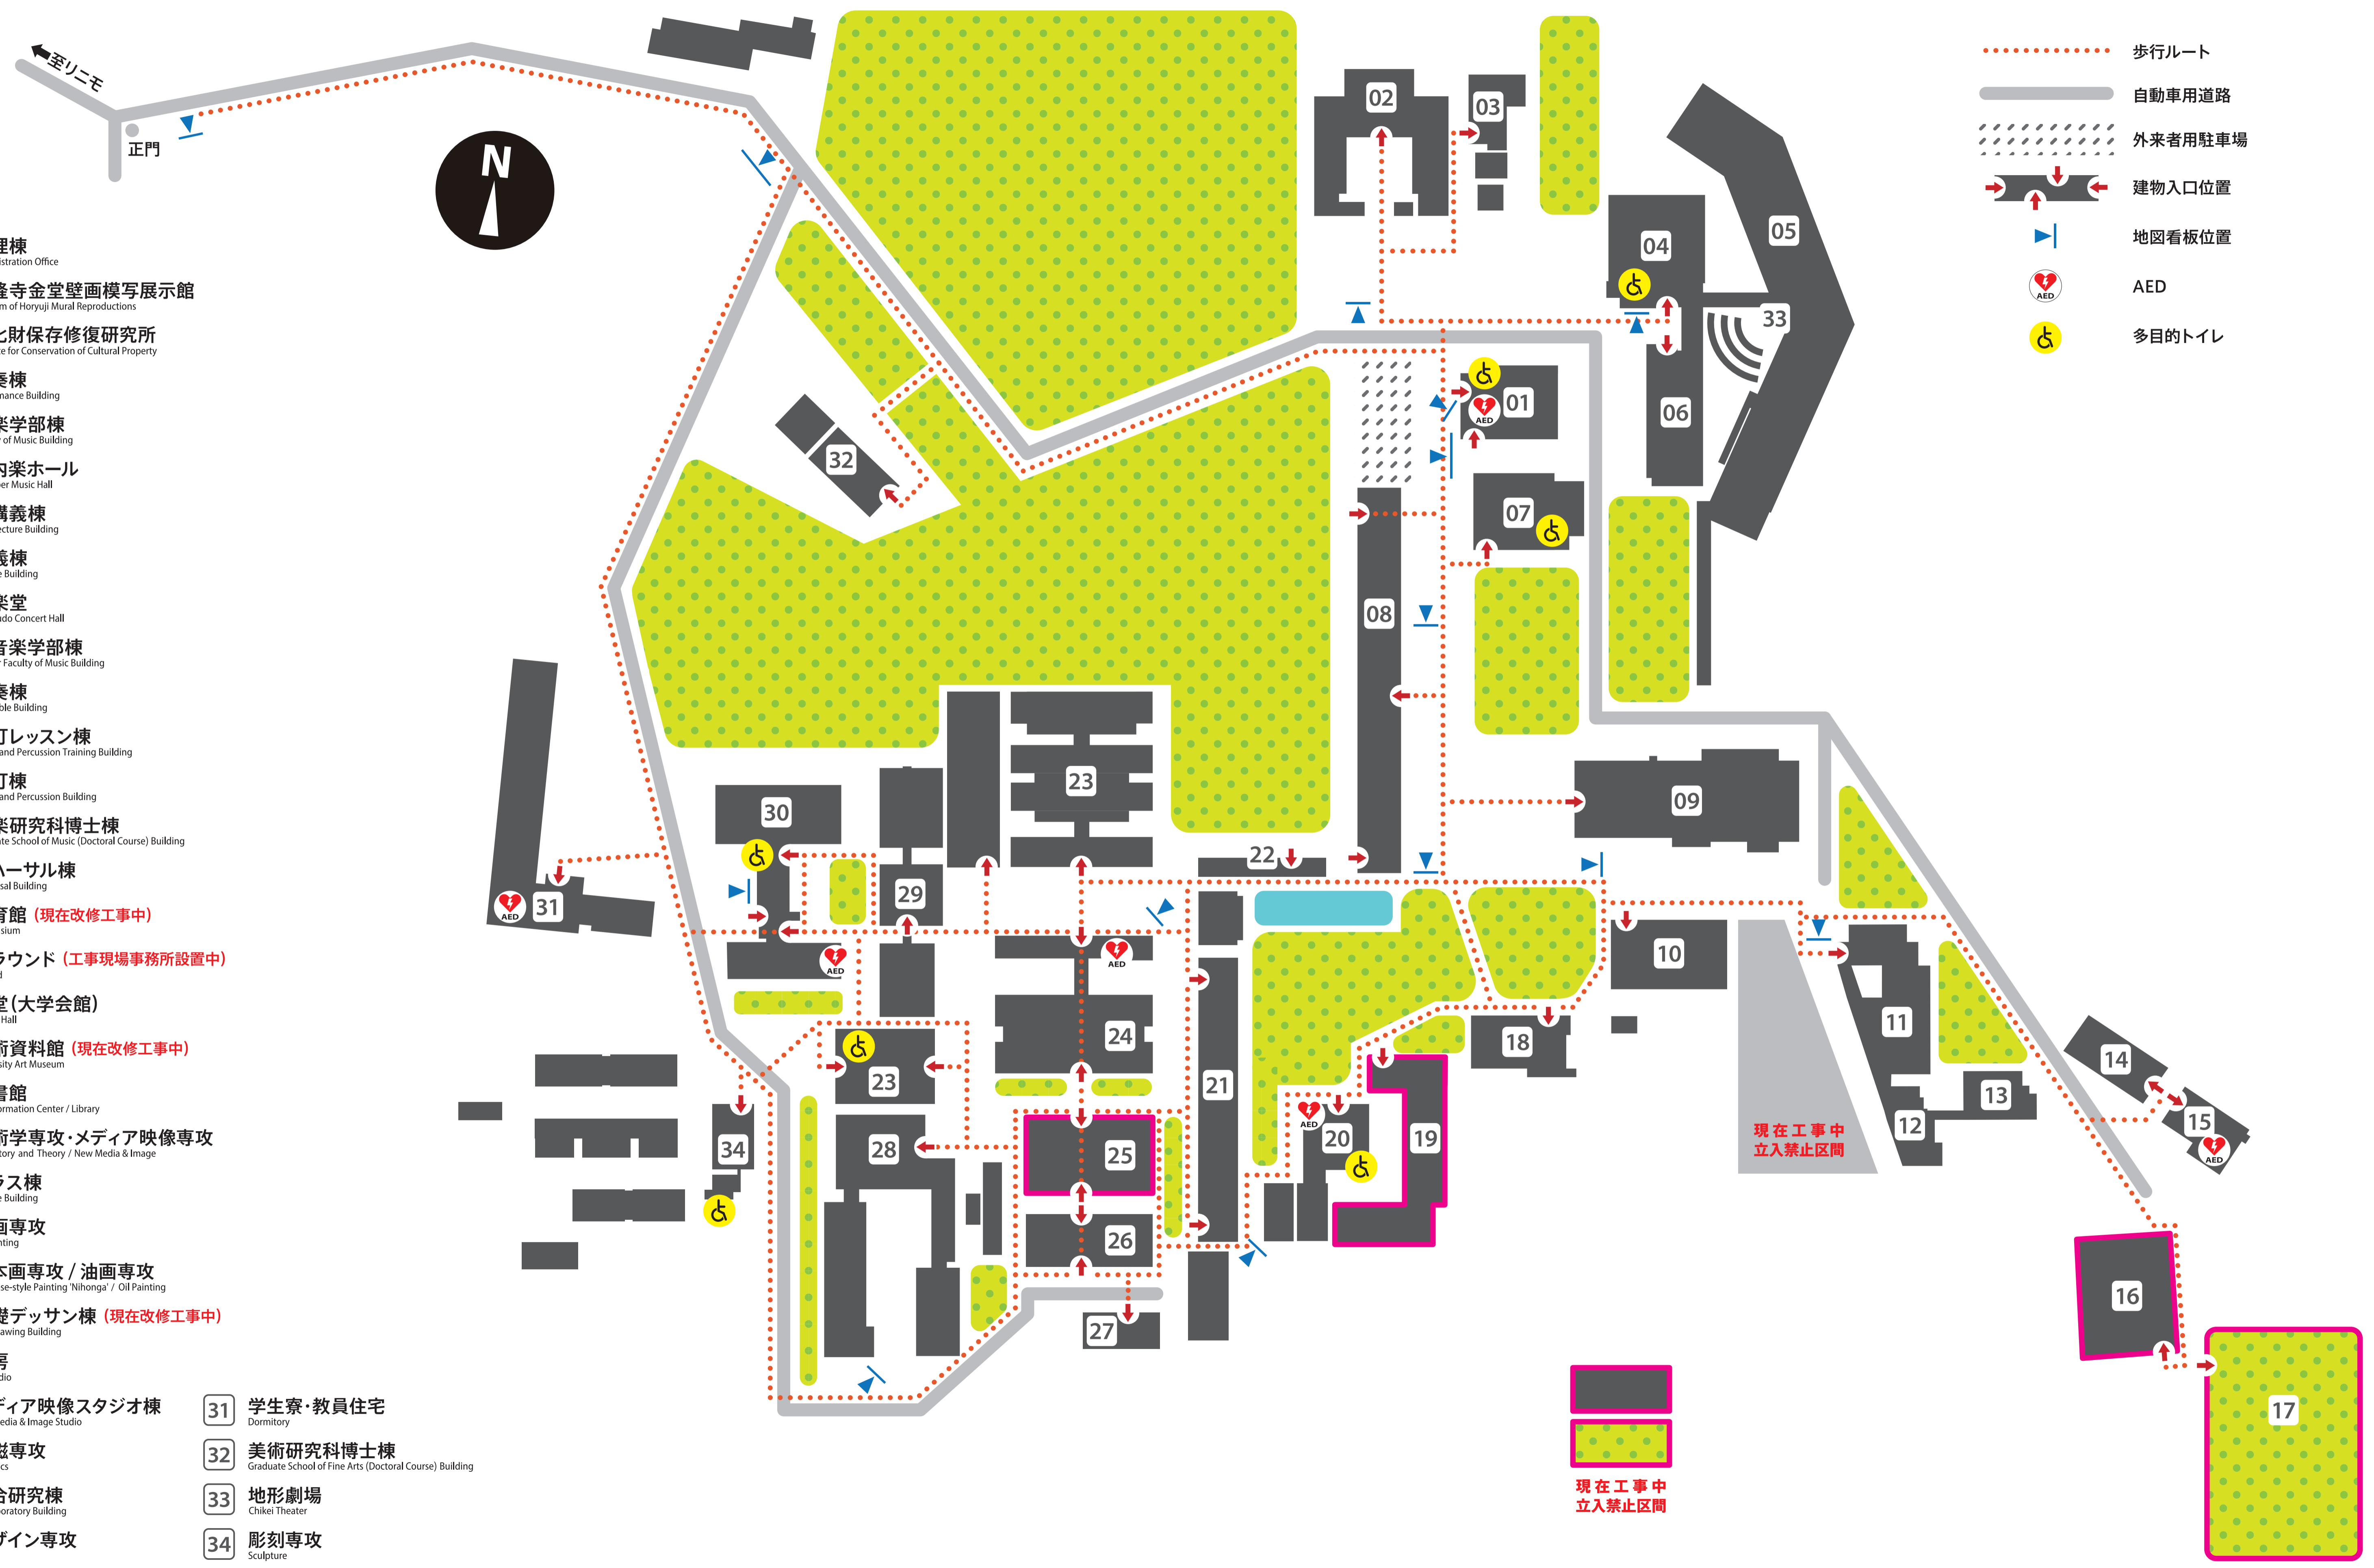 至リニモ
正門
N
歩行ルート
自動車用道路
外来者用駐車場
建物入口位置
地図看板位置
AED
AED
多目的トイレ
理棟
istration Office
隆寺金堂壁画模写展示館
m of Horyuji Mural Reproductions
財保存修復研究所
te for Conservation of Cultural Property
奏棟
mance Building
楽学部棟
y of Music Building
内楽ホール
er Music Hall
講義棟
ecture Building
義棟
e Building
楽堂
udo Concert Hall
音楽学部棟
r Faculty of Music Building
奏棟
ble Building
打レッスン棟
and Percussion Training Building
打棟
and Percussion Building
楽研究科博士棟
ate School of Music (Doctoral Course) Building
ハーサル棟
sal Building
育館 (現在改修工事中)
sium
ラウンド (工事現場事務所設置中)
d
堂(大学会館)
Hall
術資料館 (現在改修工事中)
sity Art Museum
書館
ormation Center / Library
術学専攻・メディア映像専攻
tory and Theory / New Media & Image
ラス棟
e Building
画専攻
nting
本画専攻 / 油画専攻
se-style Painting 'Nihonga' / Oil Painting
礎デッサン棟 (現在改修工事中)
awing Building
房
dio
ディア映像スタジオ棟
edia & Image Studio
磁専攻
cs
合研究棟
boratory Building
ザイン専攻
31 学生寮・教員住宅
Dormitory
32 美術研究科博士棟
Graduate School of Fine Arts (Doctoral Course) Building
33 地形劇場
Chikei Theater
34 彫刻専攻
Sculpture
02
03
04
05
33
01
AED
06
32
07
08
23
30
09
22
29
31
AED
AED
AED
10
11
24
18
14
23
21
13
15
AED
12
34
28
25
AED
20
19
26
16
27
17
現在工事中
立入禁止区間
現在工事中
立入禁止区間